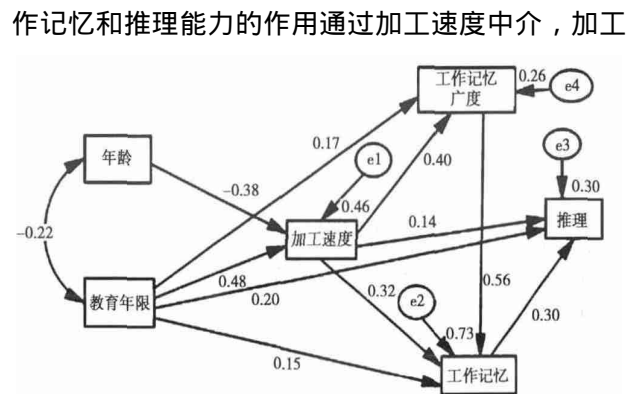 作记忆和推理能力的作用通过加工速度中介，加工
工作记忆
广度
0.26
e4
0.17
e1
e3
年龄
0.40
0.30
-0.38
0.46
0.14
推理
-0.22
加工速度
0.48
0.20
0.56
教育年限
0.32
e2
0.30
0.73
0.15
工作记忆